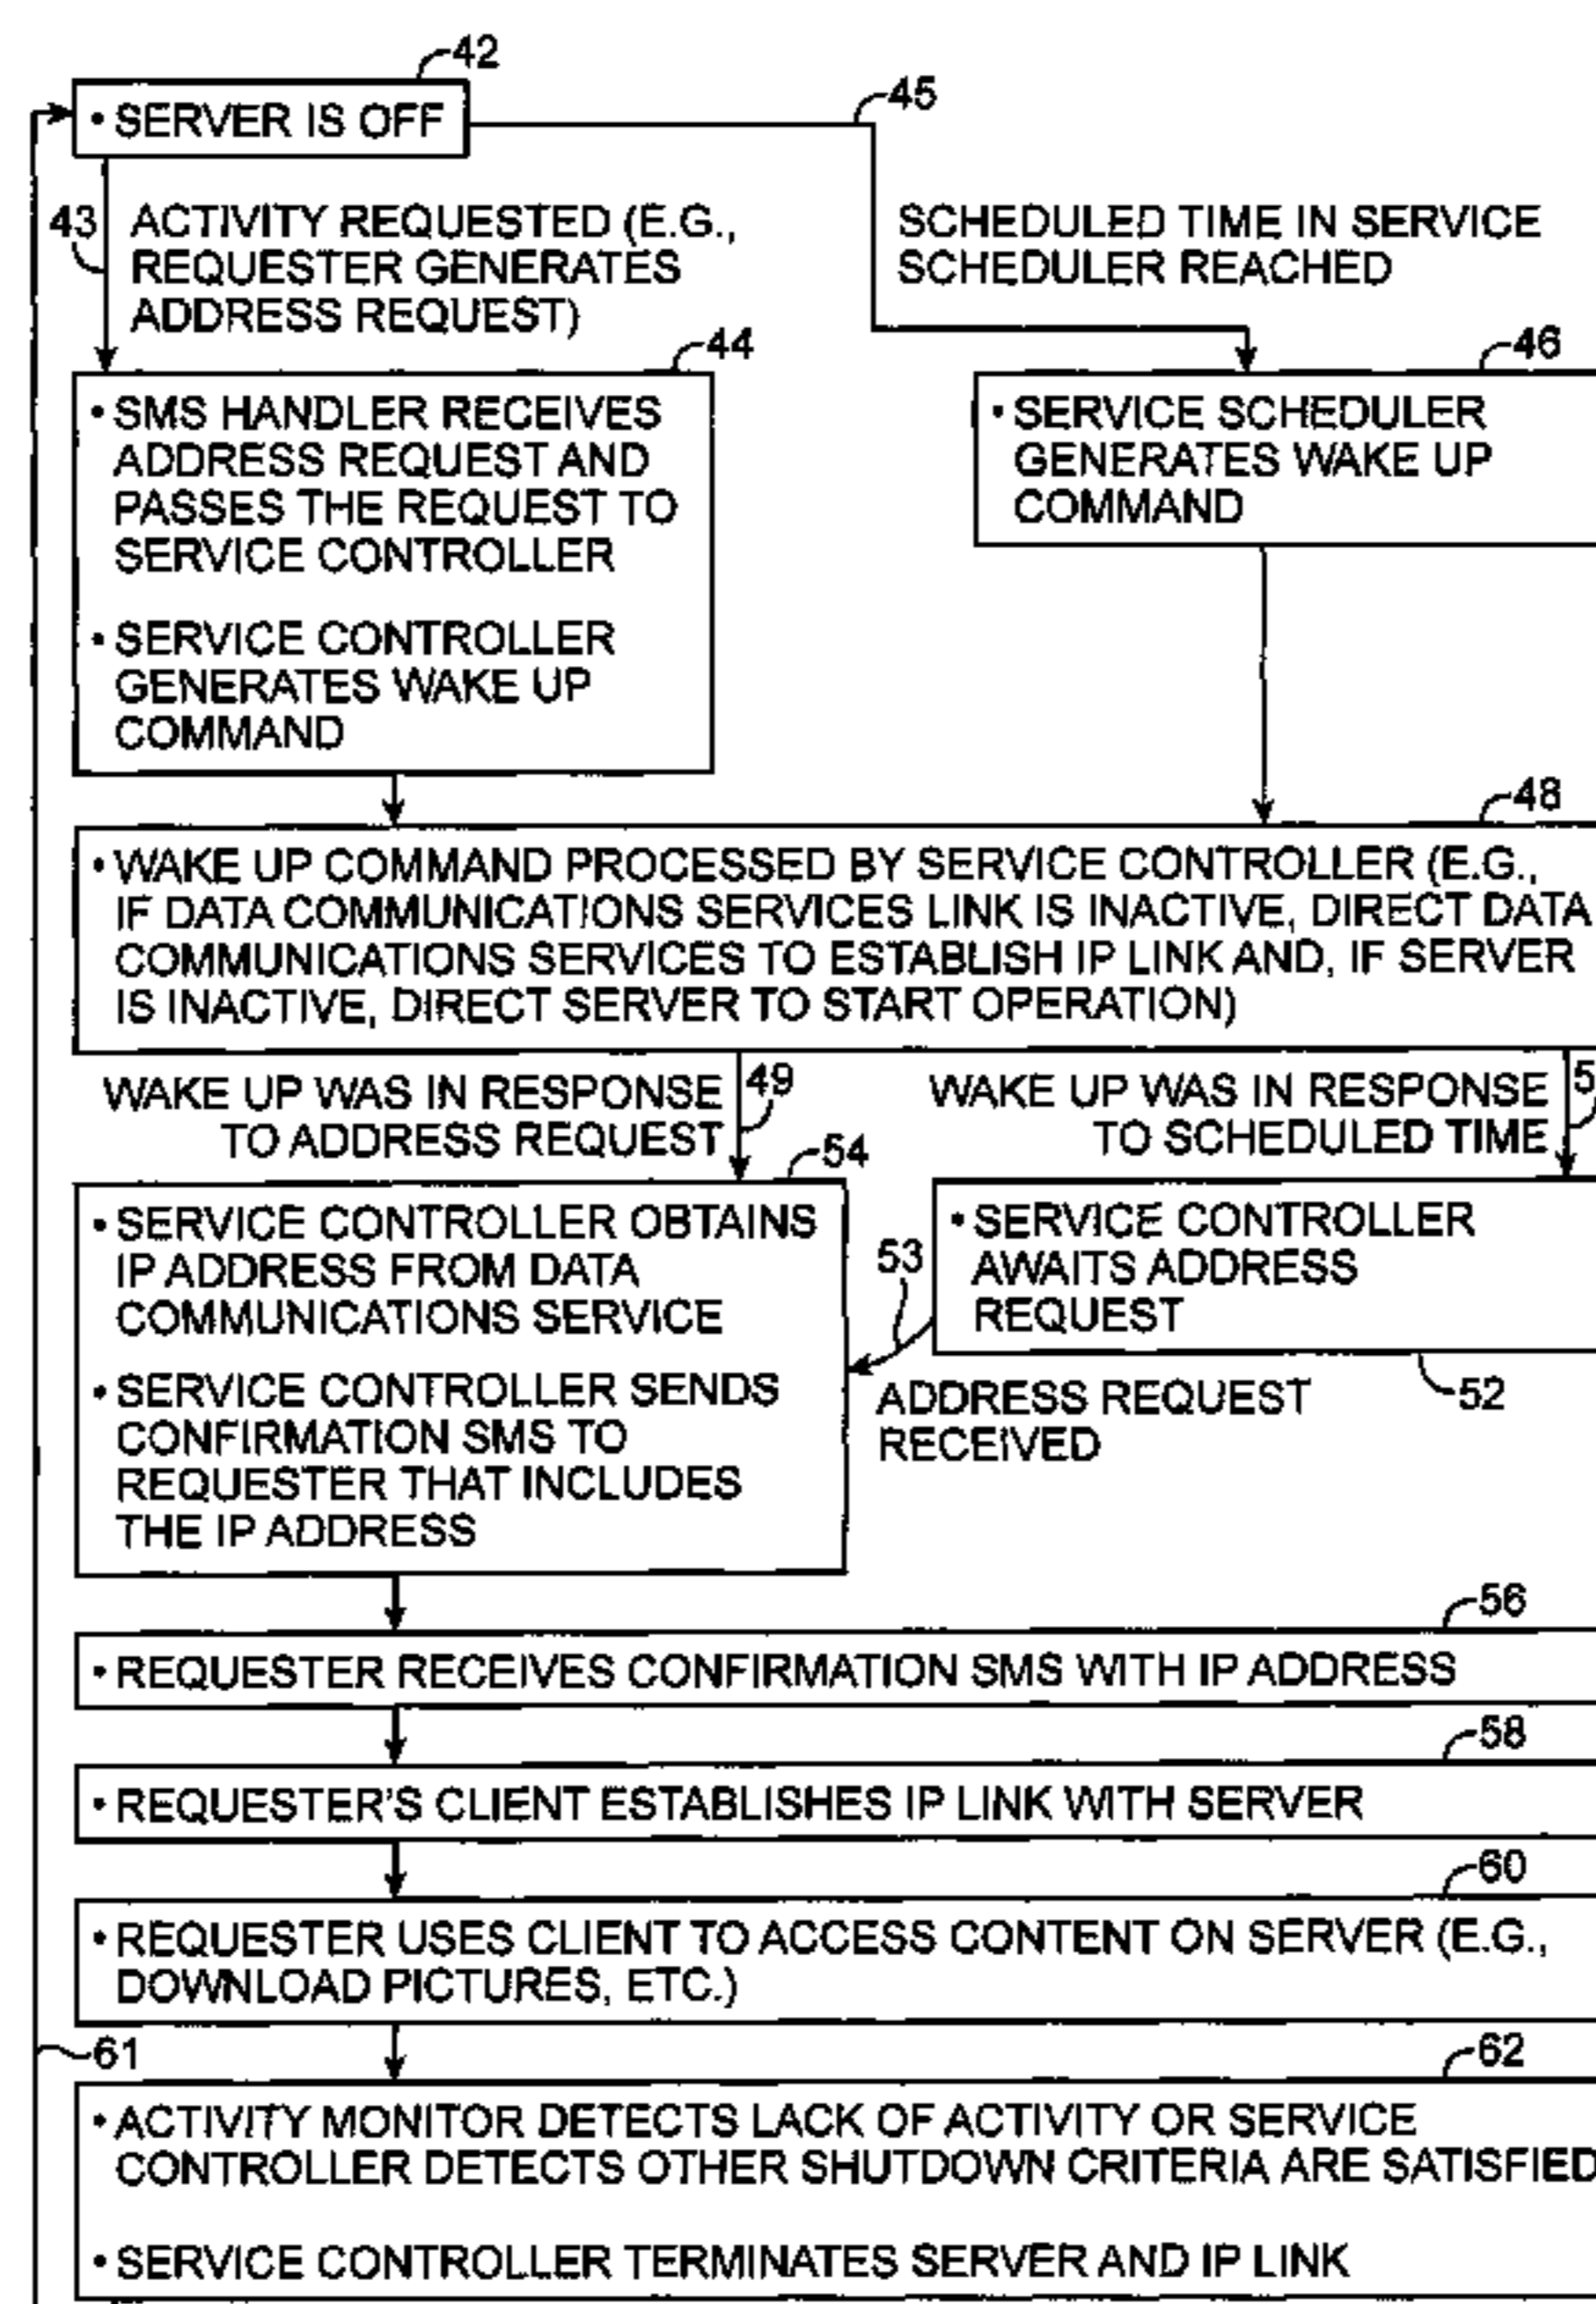 42
• SERVER IS OFF
45
43
ACTIVITY REQUESTED (E.G.,
REQUESTER GENERATES
ADDRESS REQUEST)
SCHEDULED TIME IN SERVICE
SCHEDULER REACHED
44
46
• SMS HANDLER RECEIVES
ADDRESS REQUEST AND
PASSES THE REQUEST TO
SERVICE CONTROLLER
• SERVICE CONTROLLER
GENERATES WAKE UP
COMMAND
• SERVICE SCHEDULER
GENERATES WAKE UP
COMMAND
48
• WAKE UP COMMAND PROCESSED BY SERVICE CONTROLLER (E.G.,
IF DATA COMMUNICATIONS SERVICES LINK IS INACTIVE, DIRECT DATA
COMMUNICATIONS SERVICES TO ESTABLISH IP LINK AND, IF SERVER
IS INACTIVE, DIRECT SERVER TO START OPERATION)
WAKE UP WAS IN RESPONSE
TO ADDRESS REQUEST
49
WAKE UP WAS IN RESPONSE
TO SCHEDULED TIME
54
• SERVICE CONTROLLER OBTAINS
IP ADDRESS FROM DATA
COMMUNICATIONS SERVICE
• SERVICE CONTROLLER SENDS
CONFIRMATION SMS TO
REQUESTER THAT INCLUDES
THE IP ADDRESS
53
• SERVICE CONTROLLER
AWAITS ADDRESS
REQUEST
52
ADDRESS REQUEST
RECEIVED
56
• REQUESTER RECEIVES CONFIRMATION SMS WITH IP ADDRESS
58
• REQUESTER'S CLIENT ESTABLISHES IP LINK WITH SERVER
60
• REQUESTER USES CLIENT TO ACCESS CONTENT ON SERVER (E.G.,
DOWNLOAD PICTURES, ETC.)
61
62
• ACTIVITY MONITOR DETECTS LACK OF ACTIVITY OR SERVICE
CONTROLLER DETECTS OTHER SHUTDOWN CRITERIA ARE SATISFIED
• SERVICE CONTROLLER TERMINATES SERVER AND IP LINK